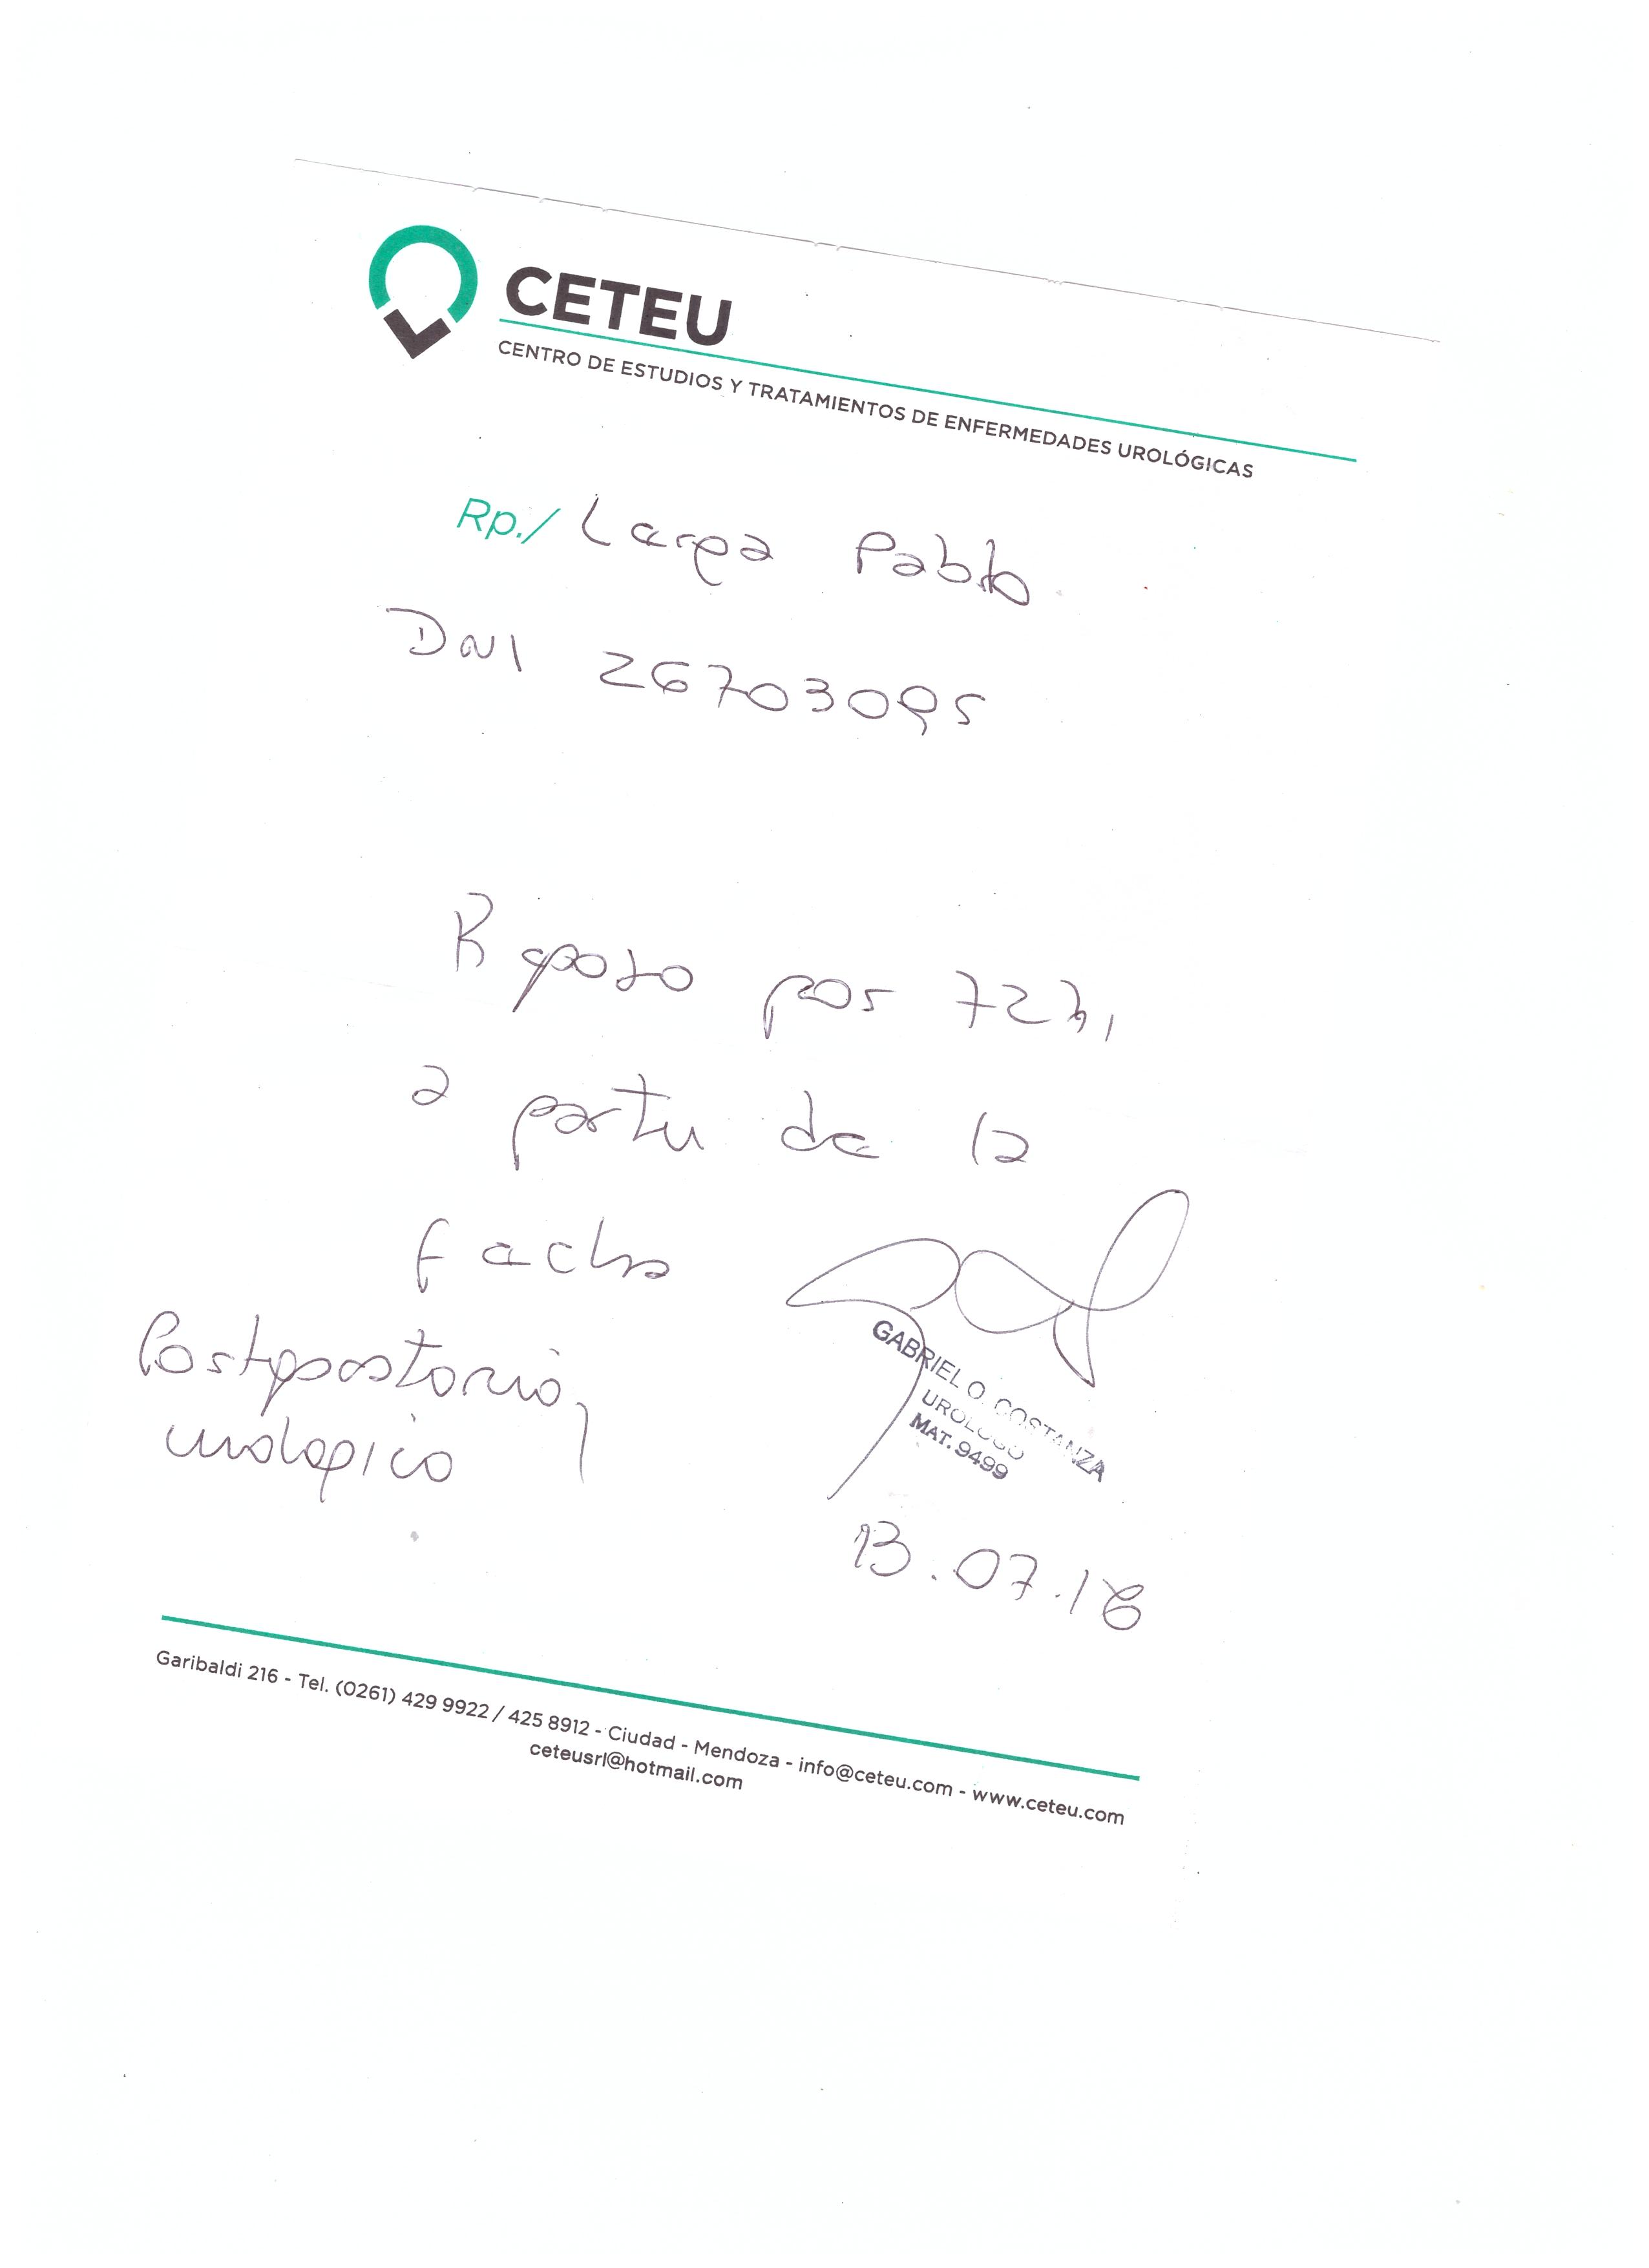 CETEU
CENTRO DE ESTUDIOS Y TRATAMIENTOS DE ENFERMEDADES UROLÓGICAS
Rp./ Larga Pablo
DNI 26703095
Reposo por 72 h,
a partir de la
fecha
Postoperatorio
urologico
GABRIEL O. COSTANZA
UROLOGO
MAT. 9499
13.07.18
Garibaldi 216 - Tel. (0261) 429 9922 / 425 8912 - Ciudad - Mendoza - info@ceteu.com - www.ceteu.com
ceteusrl@hotmail.com